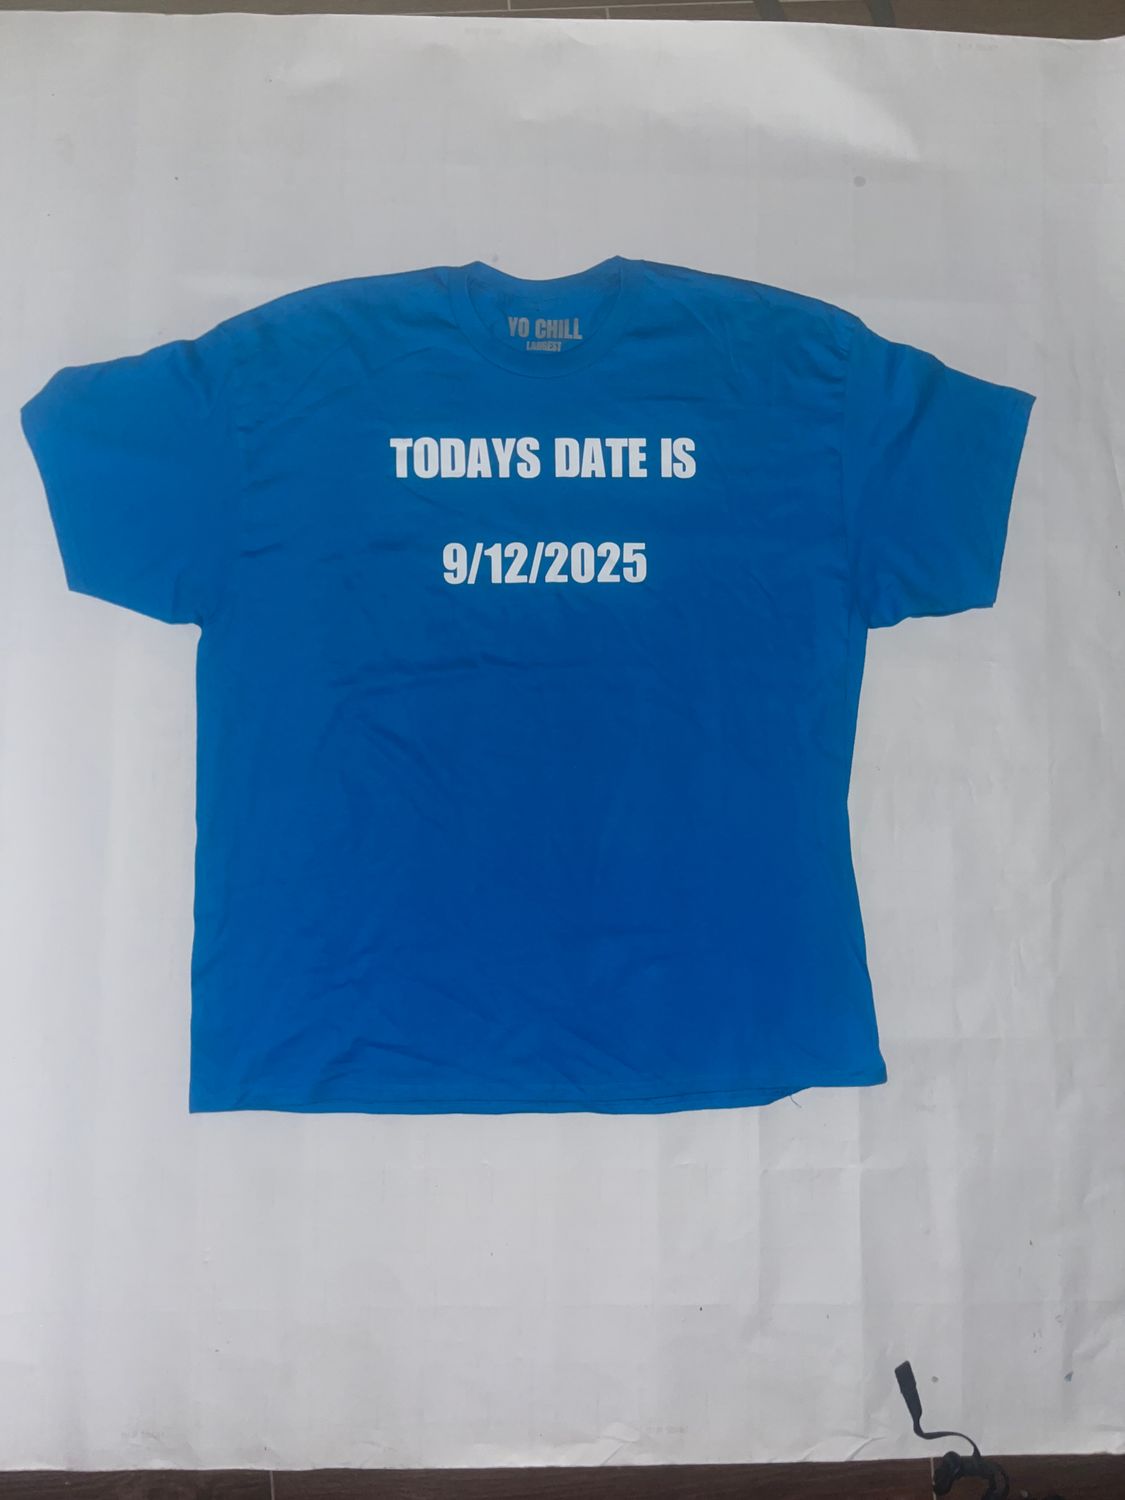 YO CHILL
LARGEST
TODAYS DATE IS
9/12/2025